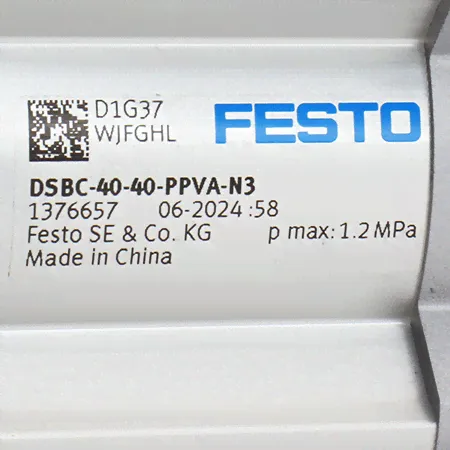 D1G37
WJFGHL
FESTO
DSBC-40-40-PPVA-N3
1376657 06-2024 :58
Festo SE & Co. KG p max: 1.2 MPa
Made in China